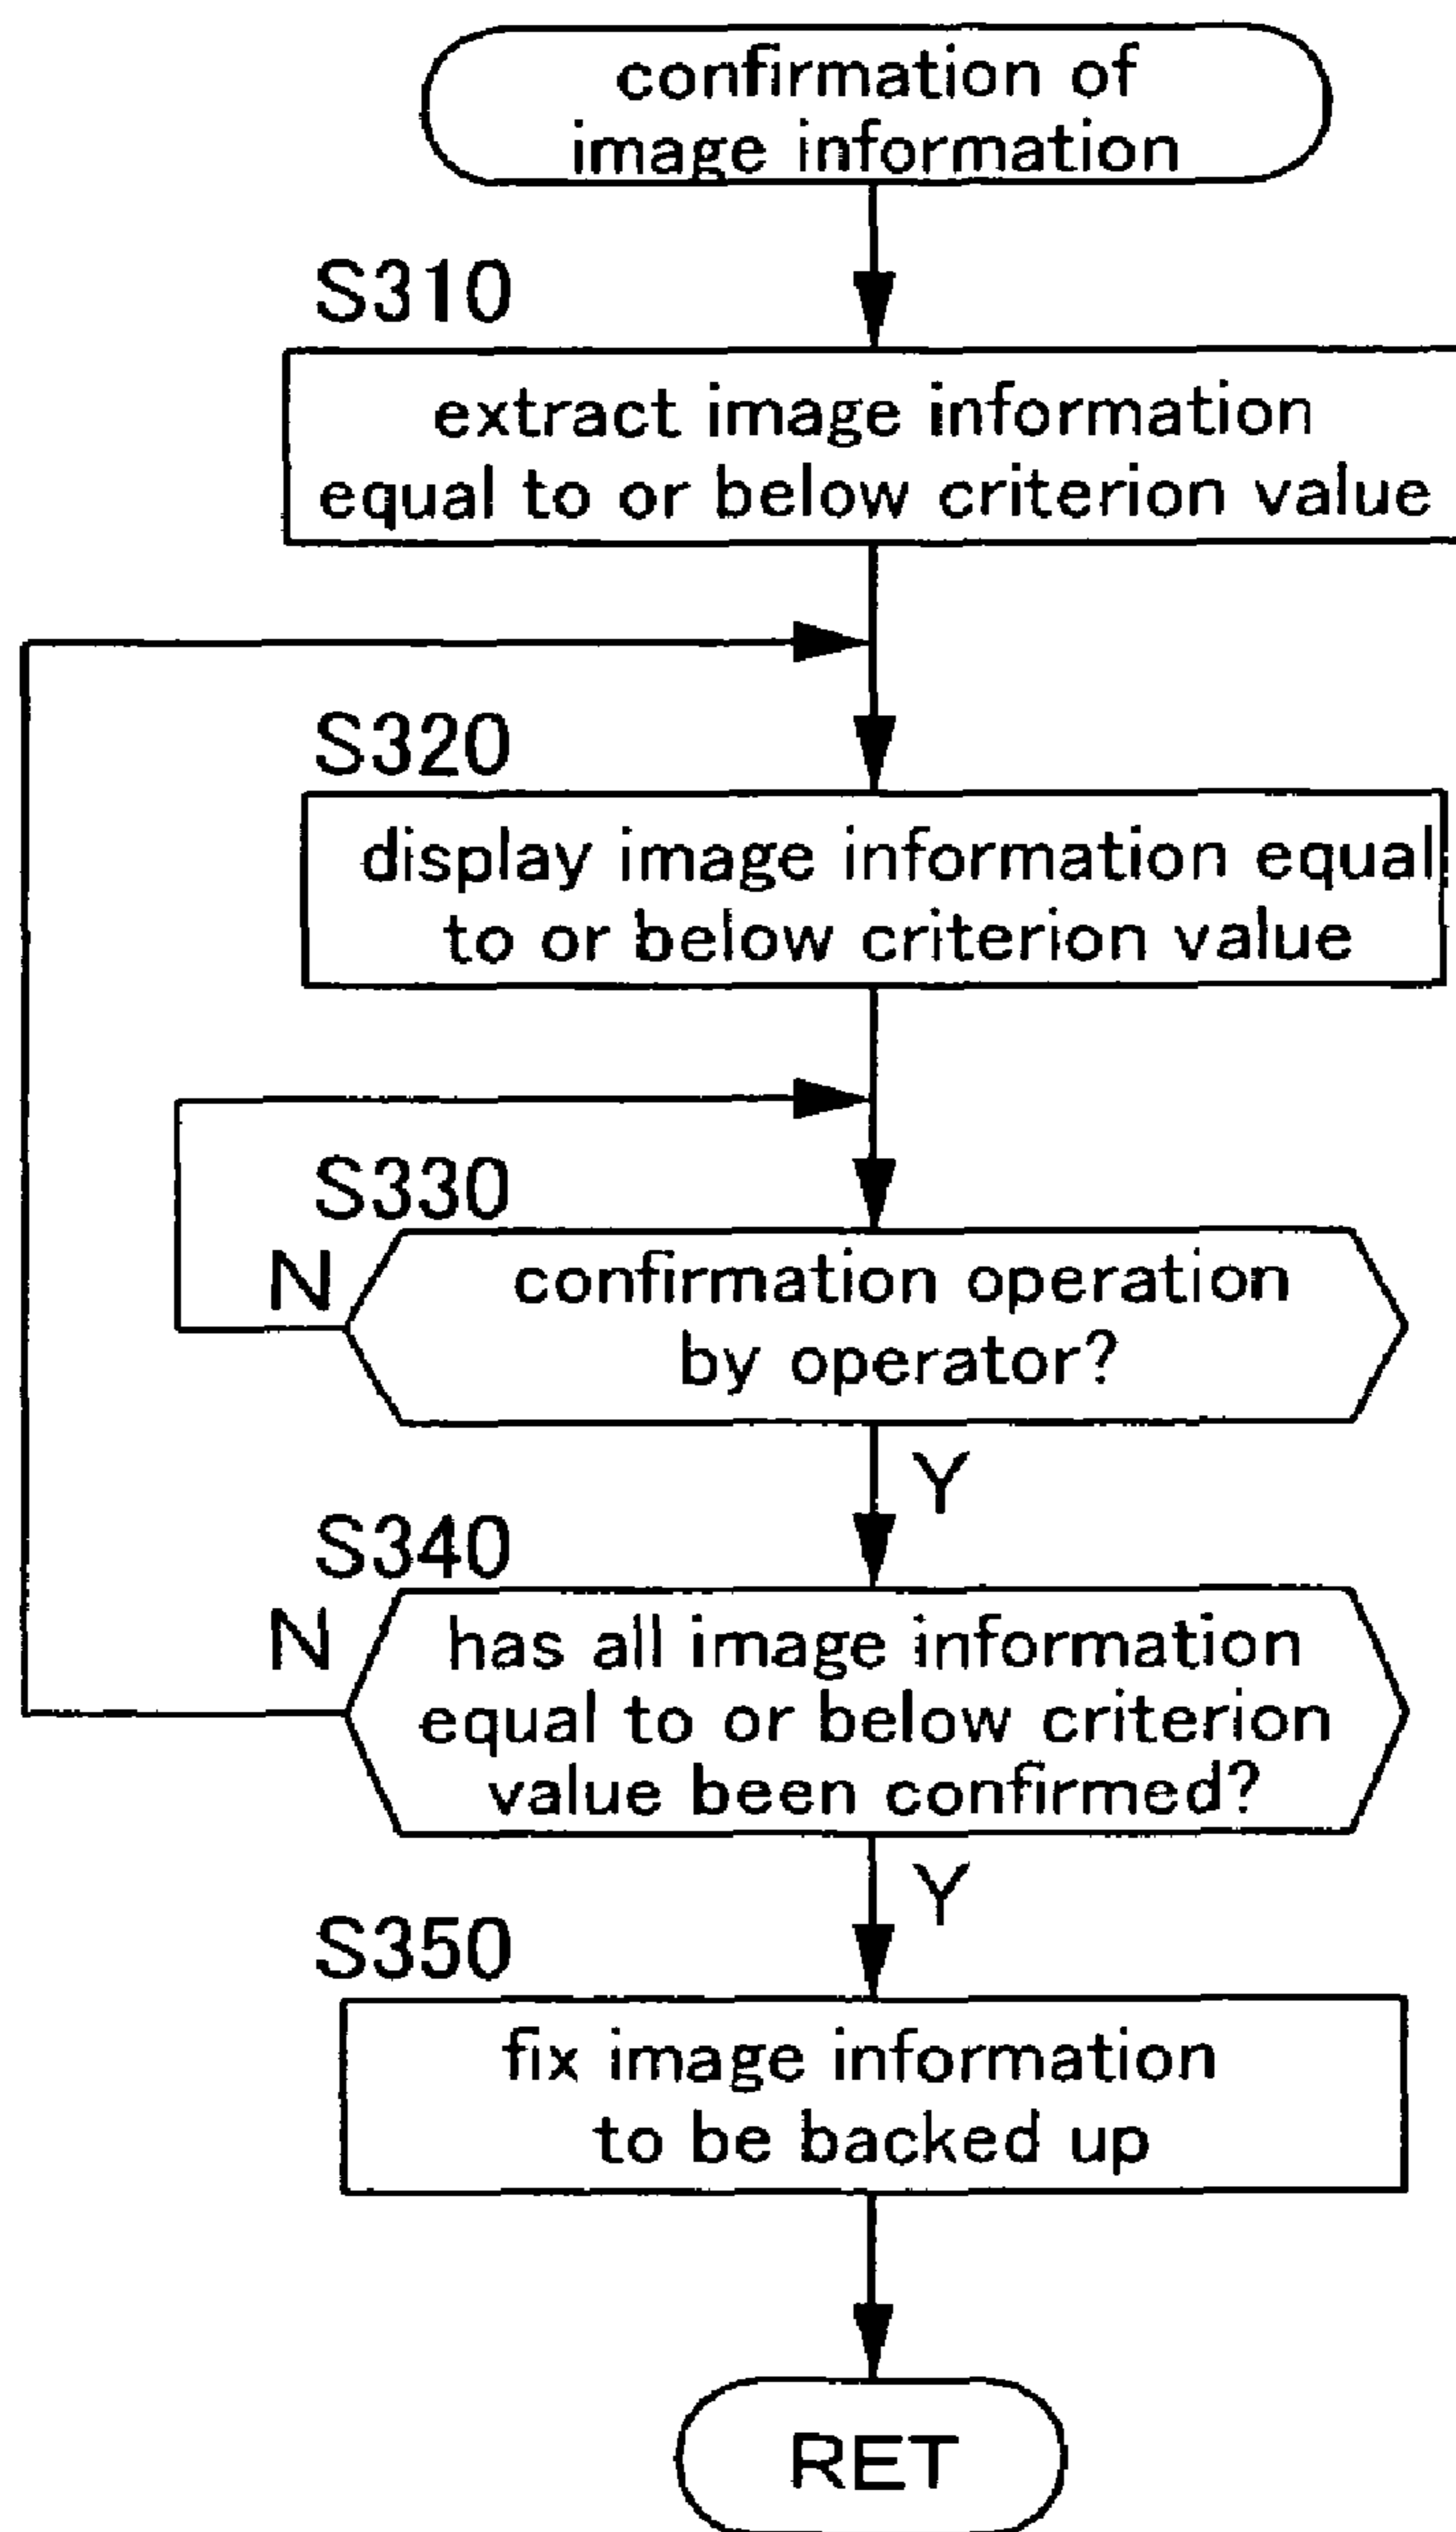 confirmation of
image information
S310
extract image information
equal to or below criterion value
S320
display image information equal
to or below criterion value
S330
N
confirmation operation
by operator?
Y
S340
N
has all image information
equal to or below criterion
value been confirmed?
Y
S350
fix image information
to be backed up
RET